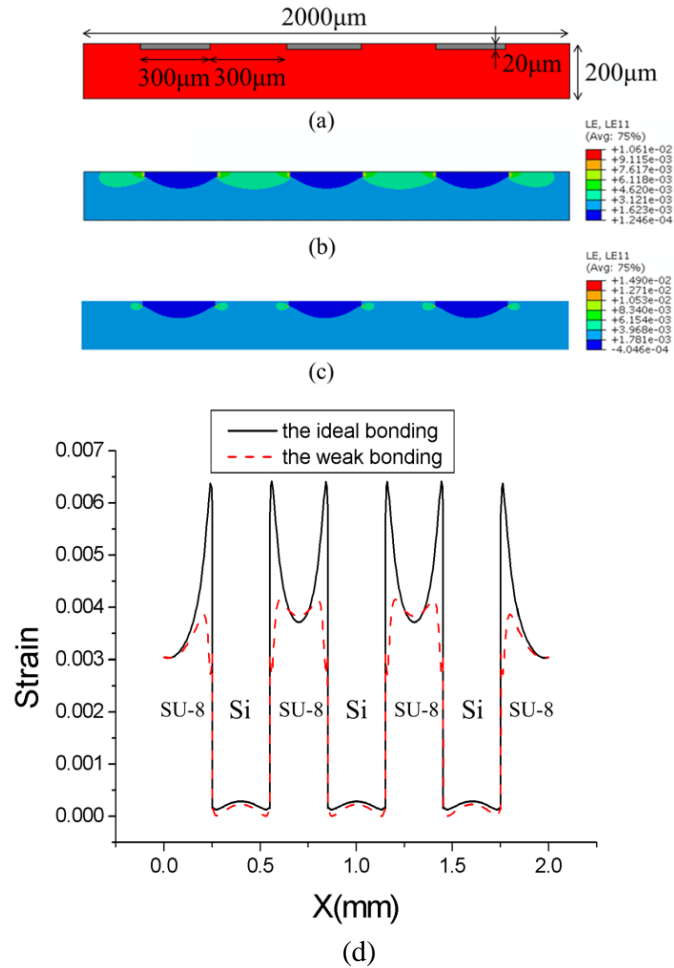 2000μm
300μm 300μm 20μm 200μm
(a)
LE, LE11
(Avg: 75%)
+1.061e-02
+9.115e-03
+7.617e-03
+6.118e-03
+4.620e-03
+3.121e-03
+1.623e-03
+1.246e-04
(b)
LE, LE11
(Avg: 75%)
+1.490e-02
+1.271e-02
+1.053e-02
+8.340e-03
+6.154e-03
+3.968e-03
+1.781e-03
-4.046e-04
(c)
the ideal bonding
the weak bonding
0.007
0.006
0.005
0.004
0.003
0.002
0.001
0.000
Strain
SU-8 Si SU-8 Si SU-8 Si SU-8
0.0 0.5 1.0 1.5 2.0
X(mm)
(d)